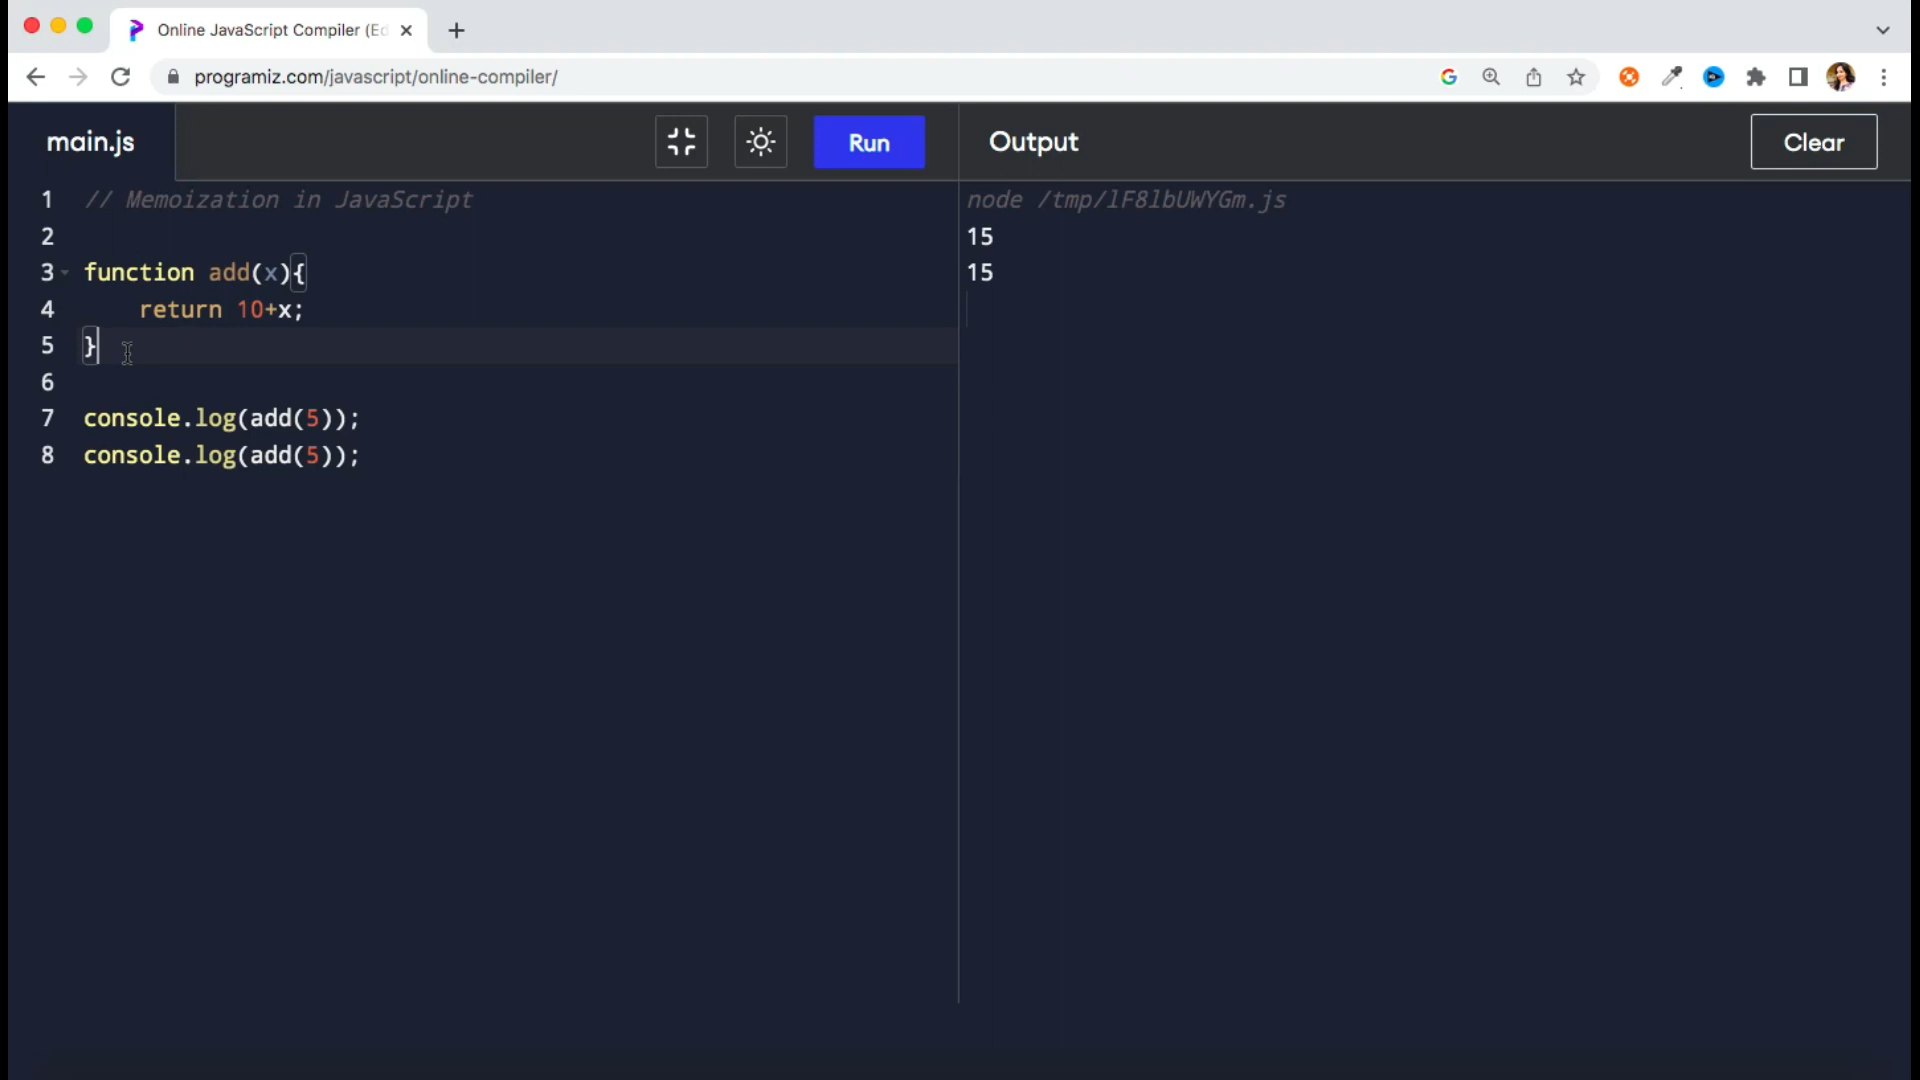 Online JavaScript Compiler (Ed
programiz.com/javascript/online-compiler/
main.js
Run
Output
Clear
1 // Memoization in JavaScript
2
3 function add(x){
4     return 10+x;
5 }
6
7 console.log(add(5));
8 console.log(add(5));
node /tmp/lF8lbUWYGm.js
15
15